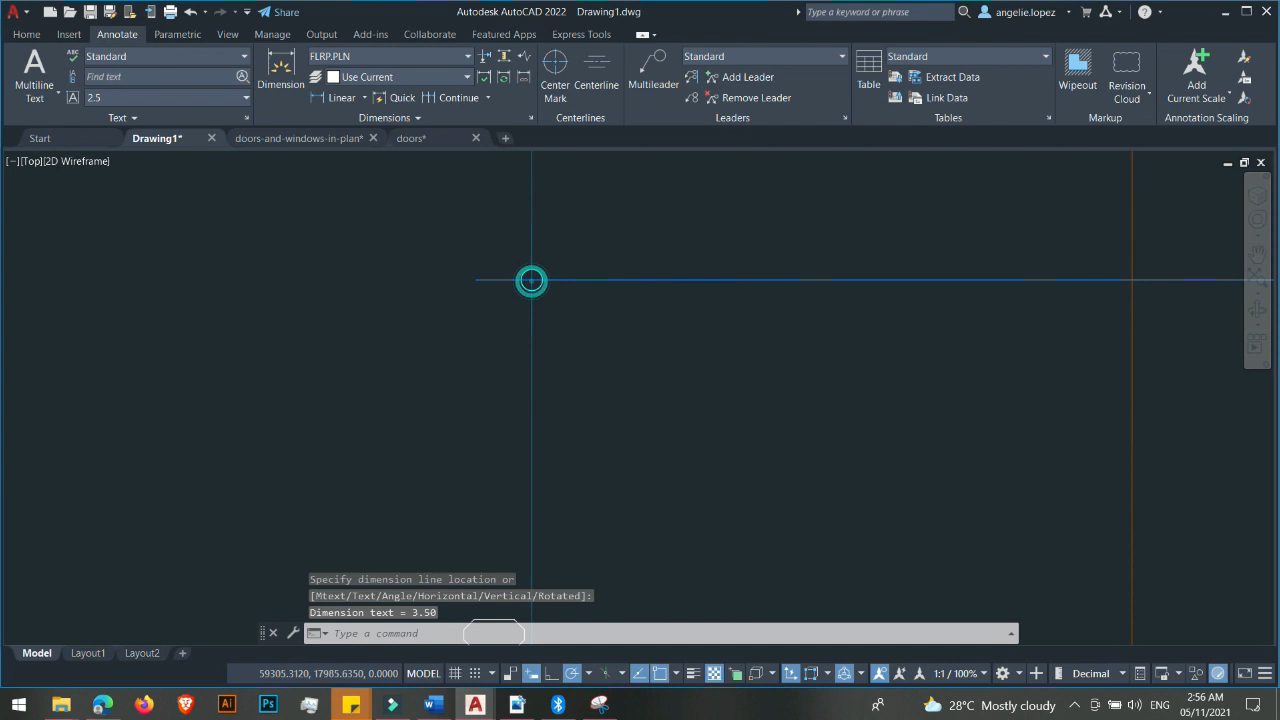 Share
Autodesk AutoCAD 2022 Drawing1.dwg
Type a keyword or phrase
angelie.lopez
Home Insert Annotate Parametric View Manage Output Add-ins Collaborate Featured Apps Express Tools
Multiline Text
Standard
Find text
2.5
Text
Dimension
FLRP.PLN
Use Current
Linear Quick Continue
Dimensions
Center Mark
Centerline
Centerlines
Multileader
Standard
Add Leader
Remove Leader
Leaders
Table
Standard
Extract Data
Link Data
Tables
Wipeout
Revision Cloud
Markup
Add Current Scale
Annotation Scaling
Start Drawing1* doors-and-windows-in-plan* doors*
[−][Top][2D Wireframe]
Specify dimension line location or
[Mtext/Text/Angle/Horizontal/Vertical/Rotated]:
Dimension text = 3.50
Type a command
Model Layout1 Layout2
59305.3120, 17985.6350, 0.0000 MODEL 1:1 / 100% Decimal
Ai Ps W A 28°C Mostly cloudy ENG 2:56 AM
05/11/2021